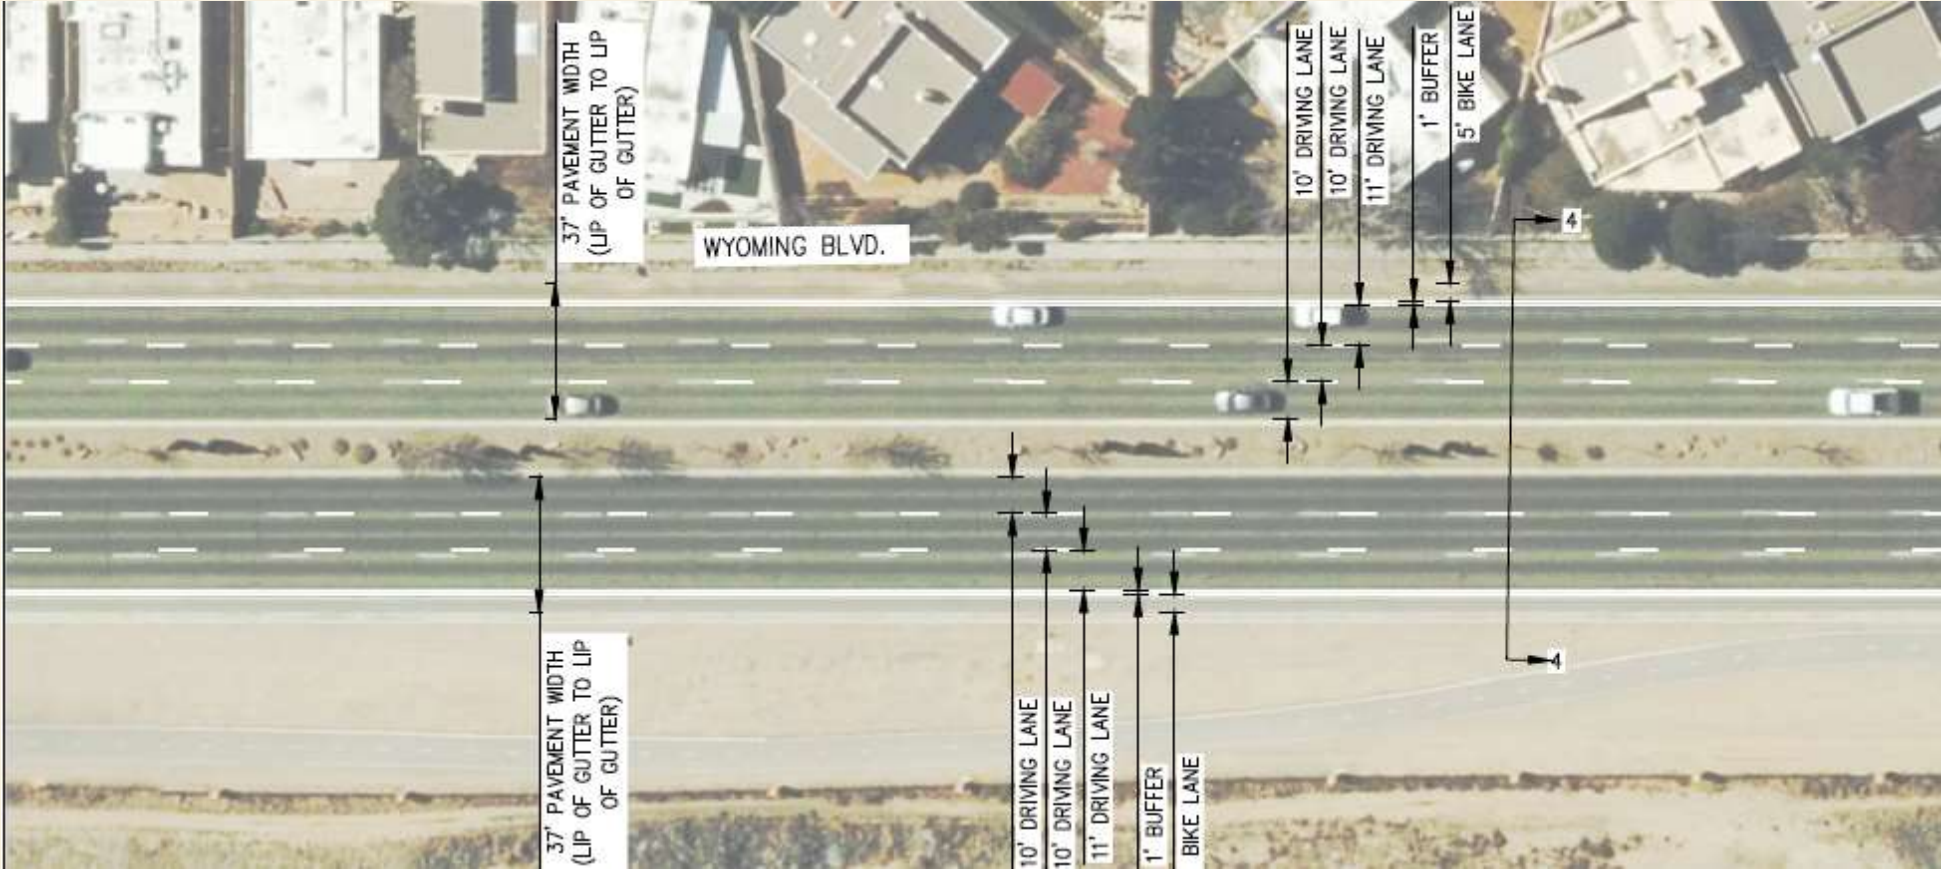 37' PAVEMENT WIDTH
(LIP OF GUTTER TO LIP
OF GUTTER)
WYOMING BLVD.
10' DRIVING LANE
10' DRIVING LANE
11' DRIVING LANE
1' BUFFER
5' BIKE LANE
4
4
37' PAVEMENT WIDTH
(LIP OF GUTTER TO LIP
OF GUTTER)
10' DRIVING LANE
10' DRIVING LANE
11' DRIVING LANE
1' BUFFER
BIKE LANE